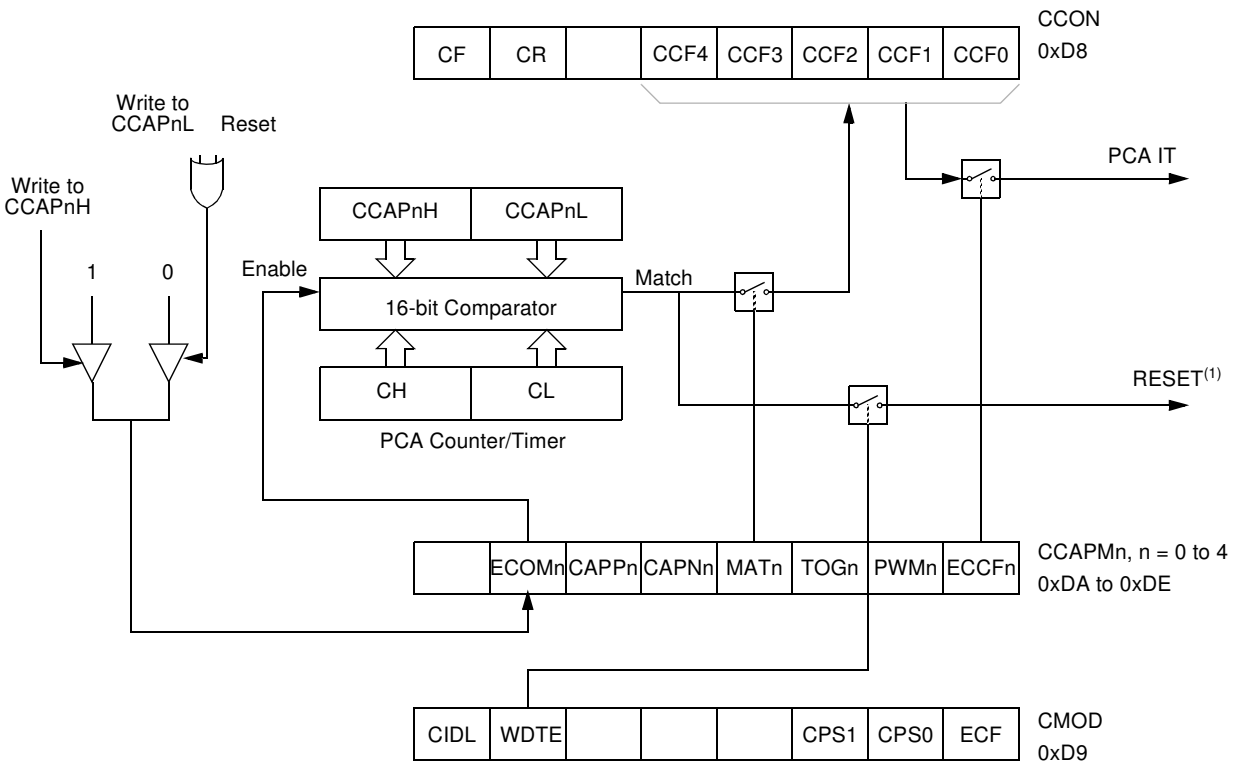 CCON
0xD8
CF CR CCF4 CCF3 CCF2 CCF1 CCF0
Write to
CCAPnL Reset
PCA IT
Write to
CCAPnH
CCAPnH CCAPnL
1 0 Enable
Match
16-bit Comparator
CH CL
RESET(1)
PCA Counter/Timer
ECOMn CAPPn CAPNn MATn TOGn PWMn ECCFn
CCAPMn, n = 0 to 4
0xDA to 0xDE
CIDL WDTE CPS1 CPS0 ECF
CMOD
0xD9